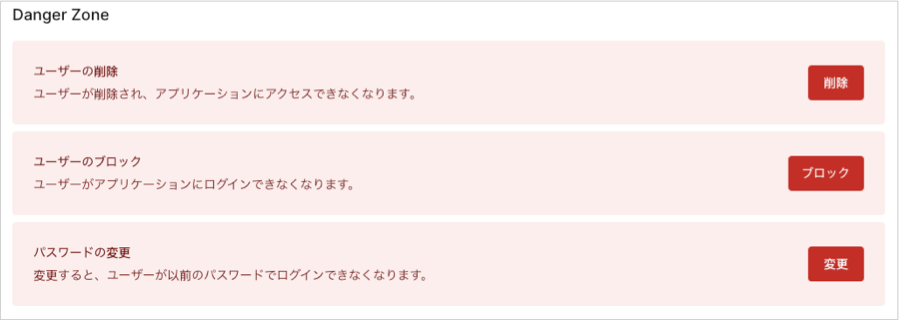 Danger Zone
ユーザーの削除
ユーザーが削除され、アプリケーションにアクセスできなくなります。
削除
ユーザーのブロック
ユーザーがアプリケーションにログインできなくなります。
ブロック
パスワードの変更
変更すると、ユーザーが以前のパスワードでログインできなくなります。
変更